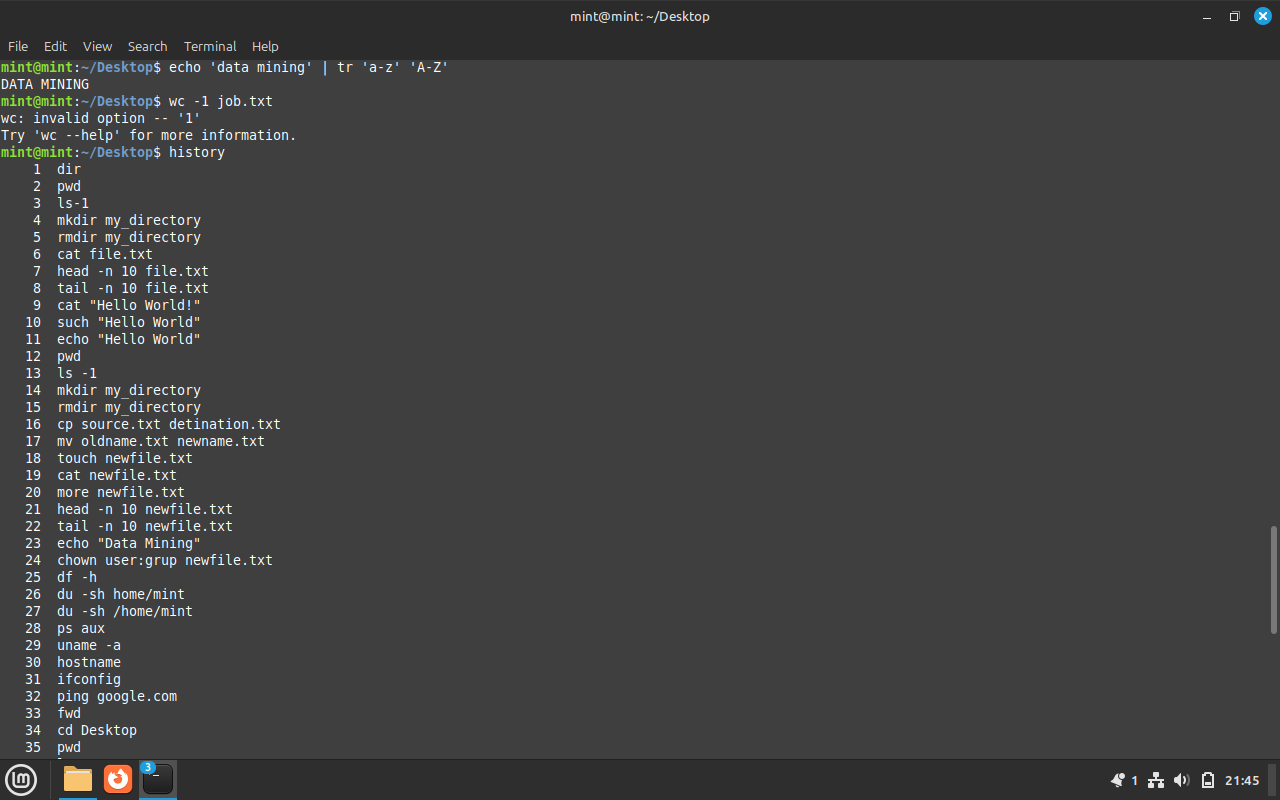 mint@mint: ~/Desktop
File Edit View Search Terminal Help
mint@mint:~/Desktop$ echo 'data mining' | tr 'a-z' 'A-Z'
DATA MINING
mint@mint:~/Desktop$ wc -1 job.txt
wc: invalid option -- '1'
Try 'wc --help' for more information.
mint@mint:~/Desktop$ history
1 dir
2 pwd
3 ls-1
4 mkdir my_directory
5 rmdir my_directory
6 cat file.txt
7 head -n 10 file.txt
8 tail -n 10 file.txt
9 cat "Hello World!"
10 such "Hello World"
11 echo "Hello World"
12 pwd
13 ls -1
14 mkdir my_directory
15 rmdir my_directory
16 cp source.txt detination.txt
17 mv oldname.txt newname.txt
18 touch newfile.txt
19 cat newfile.txt
20 more newfile.txt
21 head -n 10 newfile.txt
22 tail -n 10 newfile.txt
23 echo "Data Mining"
24 chown user:grup newfile.txt
25 df -h
26 du -sh home/mint
27 du -sh /home/mint
28 ps aux
29 uname -a
30 hostname
31 ifconfig
32 ping google.com
33 fwd
34 cd Desktop
35 pwd
3
1 21:45